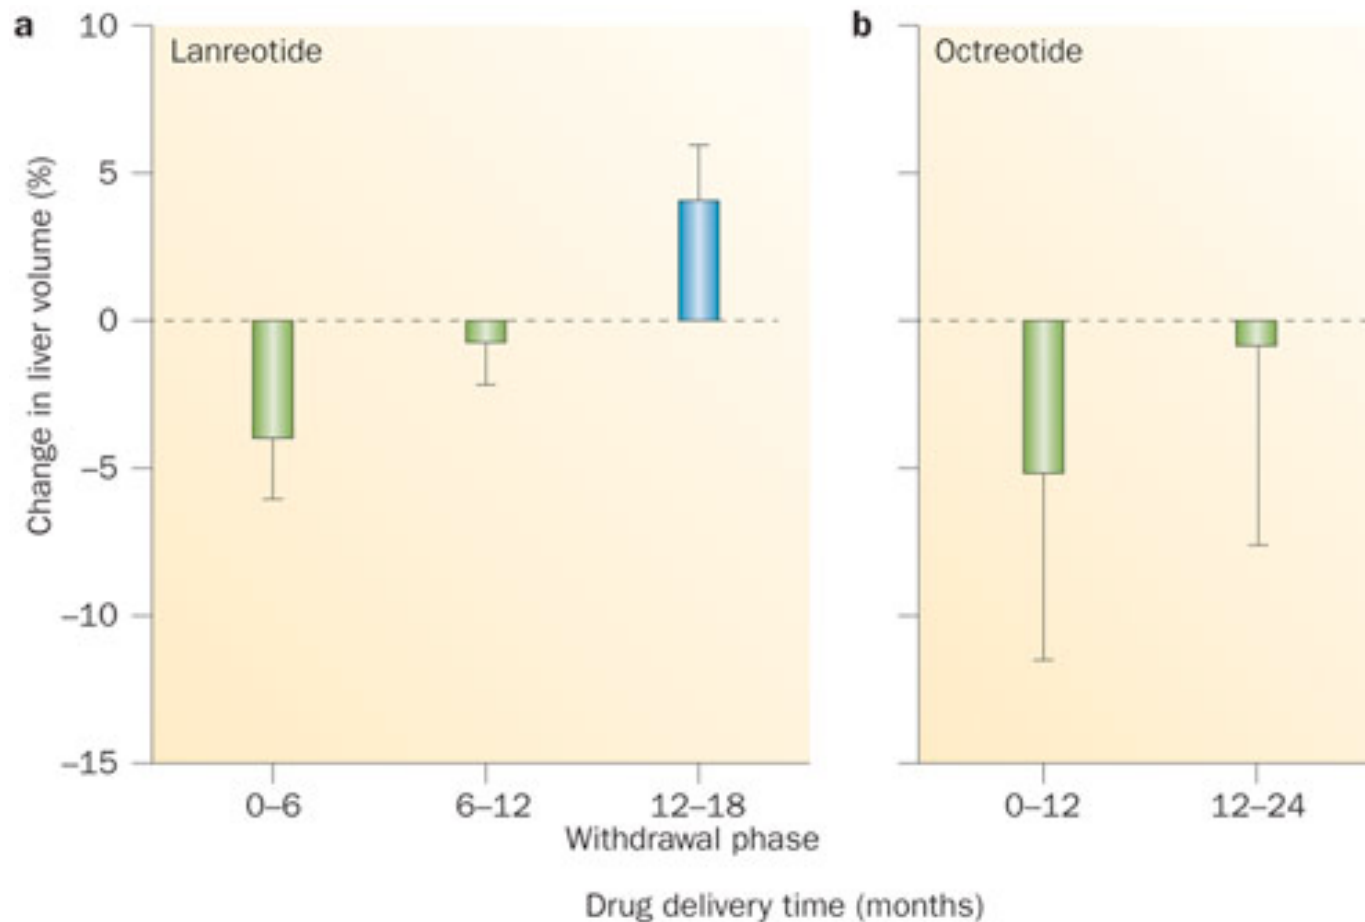 a
Lanreotide
Change in liver volume (%)
10
5
0
–5
–10
–15
0–6
6–12
12–18
Withdrawal phase
b
Octreotide
0–12
12–24
Drug delivery time (months)